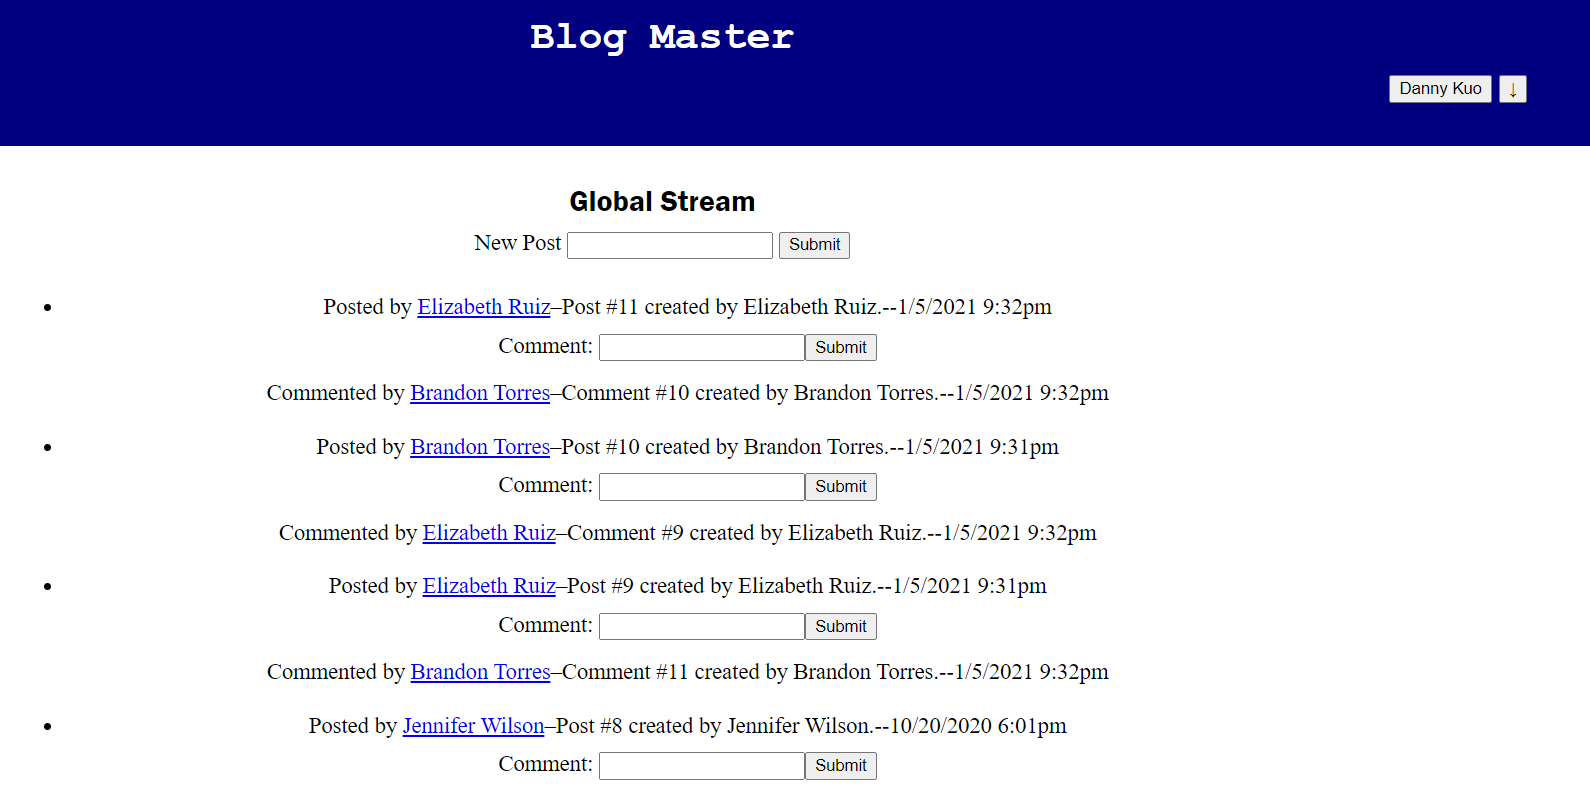 Blog Master
Danny Kuo ↓
Global Stream
New Post Submit
Posted by Elizabeth Ruiz–Post #11 created by Elizabeth Ruiz.--1/5/2021 9:32pm
Comment: Submit
Commented by Brandon Torres–Comment #10 created by Brandon Torres.--1/5/2021 9:32pm
Posted by Brandon Torres–Post #10 created by Brandon Torres.--1/5/2021 9:31pm
Comment: Submit
Commented by Elizabeth Ruiz–Comment #9 created by Elizabeth Ruiz.--1/5/2021 9:32pm
Posted by Elizabeth Ruiz–Post #9 created by Elizabeth Ruiz.--1/5/2021 9:31pm
Comment: Submit
Commented by Brandon Torres–Comment #11 created by Brandon Torres.--1/5/2021 9:32pm
Posted by Jennifer Wilson–Post #8 created by Jennifer Wilson.--10/20/2020 6:01pm
Comment: Submit